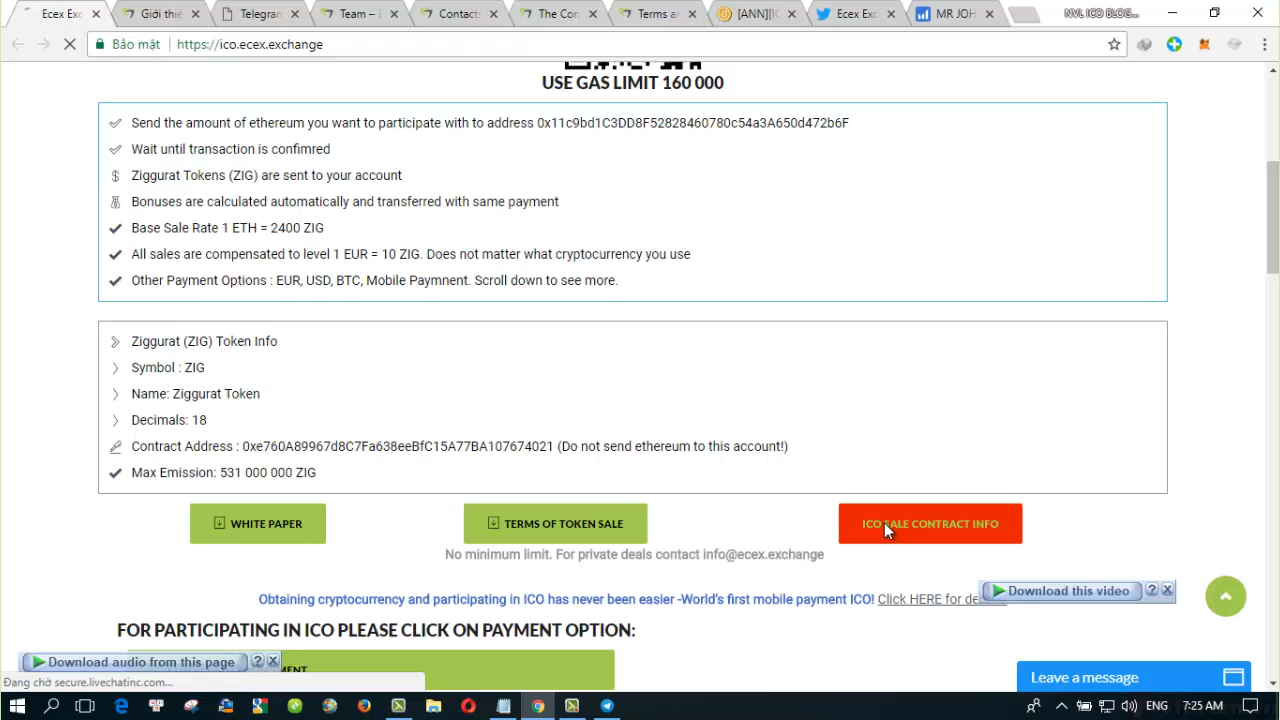 Ecex Exc
Giới thiệ
Telegran
Team – E
Contacts
The Con
Terms a
[ANN][IC
Ecex Exc
MR JOH
NVL ICO BLOG...
Bảo mật
https://ico.ecex.exchange
USE GAS LIMIT 160 000
Send the amount of ethereum you want to participate with to address 0x11c9bd1C3DD8F52828460780c54a3A650d472b6F
Wait until transaction is confimred
Ziggurat Tokens (ZIG) are sent to your account
Bonuses are calculated automatically and transferred with same payment
Base Sale Rate 1 ETH = 2400 ZIG
All sales are compensated to level 1 EUR = 10 ZIG. Does not matter what cryptocurrency you use
Other Payment Options : EUR, USD, BTC, Mobile Paymnent. Scroll down to see more.
Ziggurat (ZIG) Token Info
Symbol : ZIG
Name: Ziggurat Token
Decimals: 18
Contract Address : 0xe760A89967d8C7Fa638eeBfC15A77BA107674021 (Do not send ethereum to this account!)
Max Emission: 531 000 000 ZIG
WHITE PAPER
TERMS OF TOKEN SALE
ICO SALE CONTRACT INFO
No minimum limit. For private deals contact info@ecex.exchange
Download this video
Obtaining cryptocurrency and participating in ICO has never been easier -World's first mobile payment ICO! Click HERE for de
FOR PARTICIPATING IN ICO PLEASE CLICK ON PAYMENT OPTION:
Download audio from this page
MENT
Đang chờ secure.livechatinc.com...
Leave a message
ENG
7:25 AM